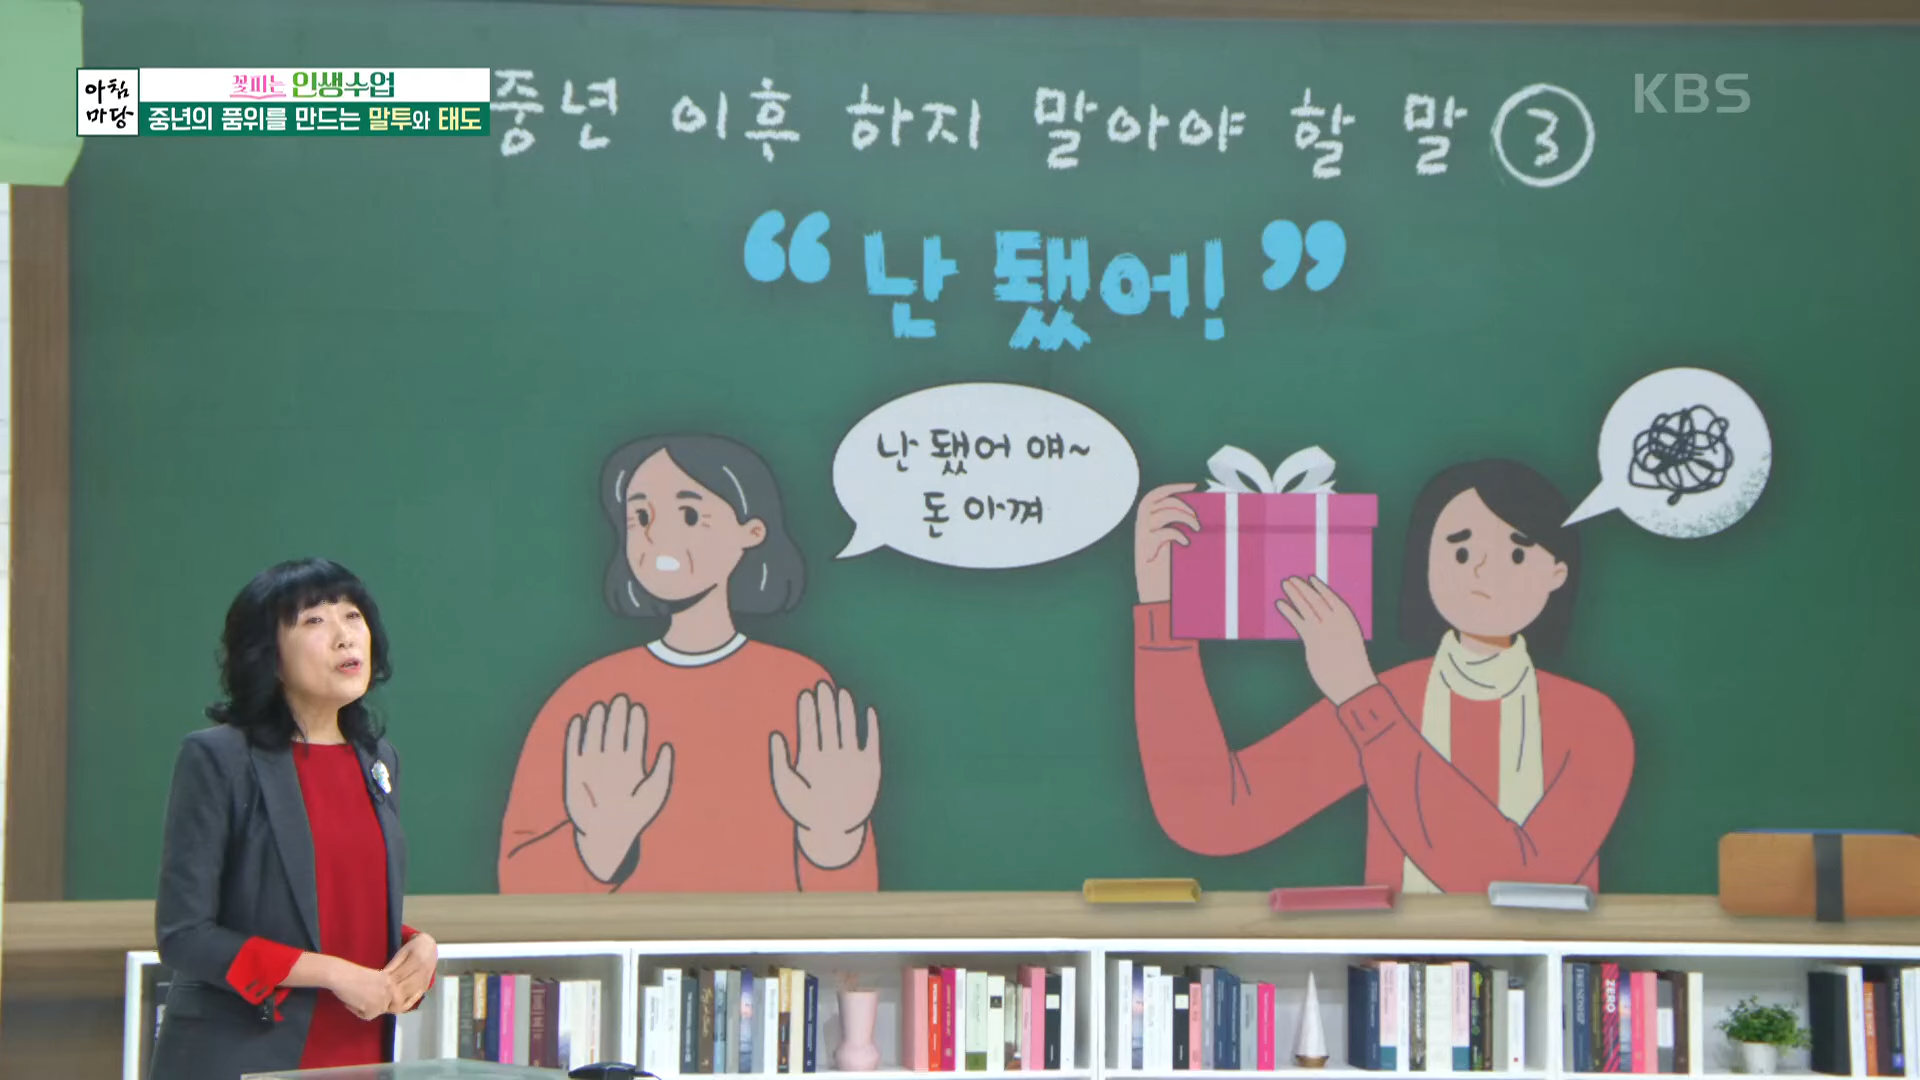 아침
마당
꽃피는 인생수업
중년의 품위를 만드는 말투와 태도
KBS
중년 이후 하지 말아야 할 말 ③
“난 됐어!”
난 됐어 얘~
돈 아껴
ZERO